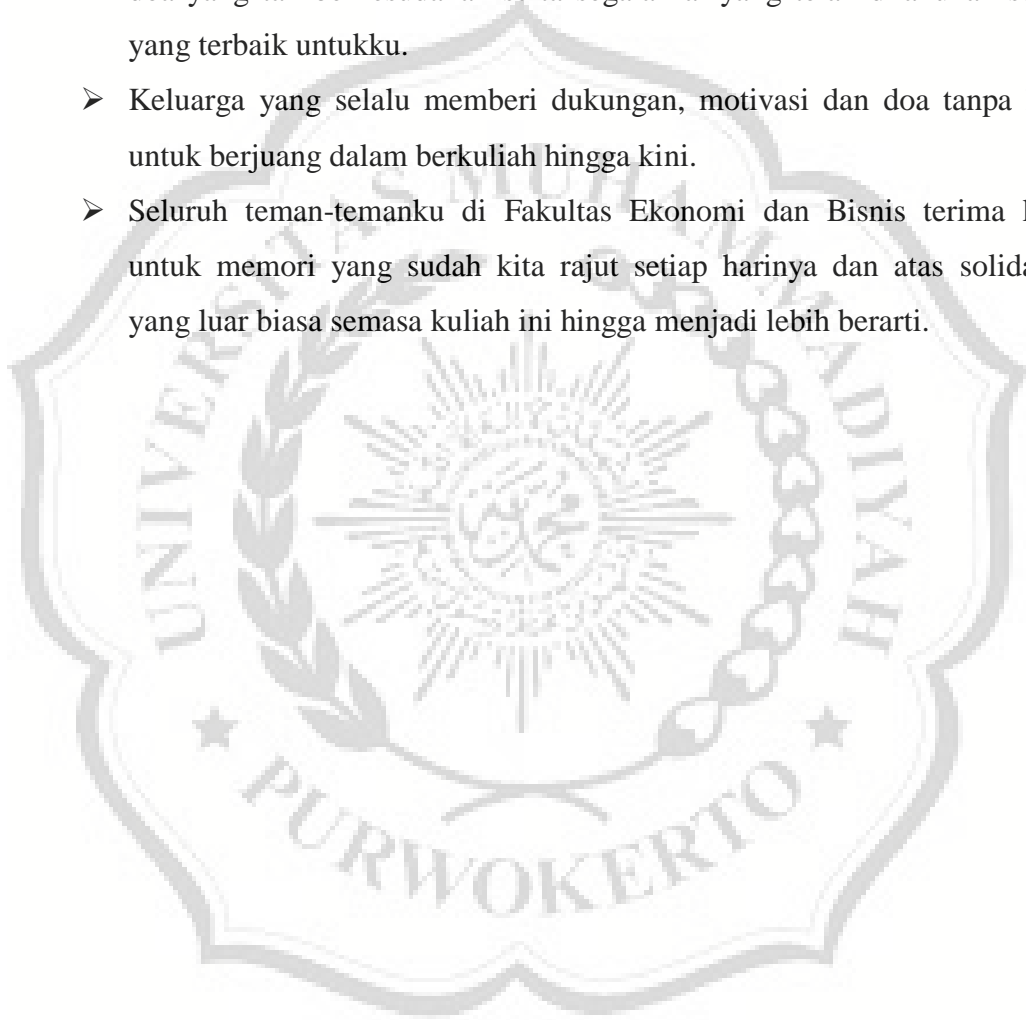 yang terbaik untukku.
➢ Keluarga yang selalu memberi dukungan, motivasi dan doa tanpa
untuk berjuang dalam berkuliah hingga kini.
➢ Seluruh teman-temanku di Fakultas Ekonomi dan Bisnis terima
untuk memori yang sudah kita rajut setiap harinya dan atas
yang luar biasa semasa kuliah ini hingga menjadi lebih berarti.
UNIVERSITAS MUHAMMADIYAH
PURWOKERTO